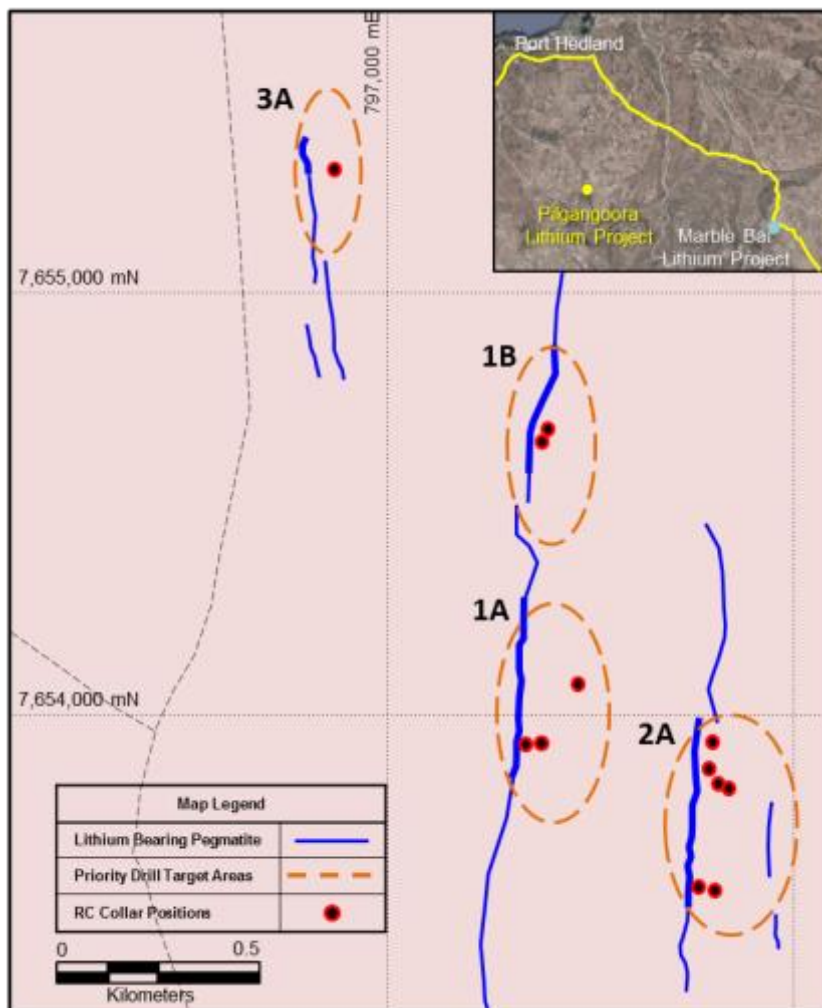 3A
797,000 mE
Port Hedland
Pilgangoora
Lithium Project
Marble Bar
Lithium Project
7,655,000 mN
1B
1A
7,654,000 mN
2A
Map Legend
Lithium Bearing Pegmatite
Priority Drill Target Areas
RC Collar Positions
0 0.5
Kilometers